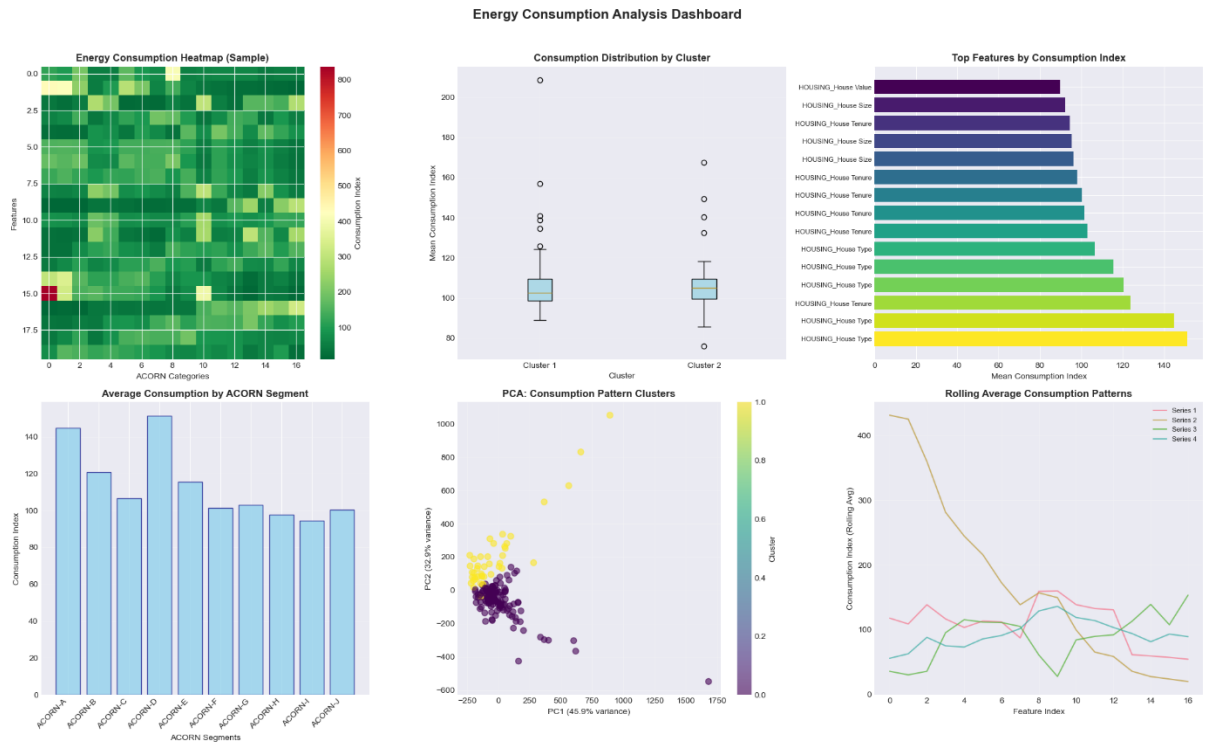 Energy Consumption Analysis Dashboard
Energy Consumption Heatmap (Sample)
0.0
2.5
5.0
7.5
10.0
12.5
15.0
17.5
Features
0 2 4 6 8 10 12 14 16
ACORN Categories
800
700
600
500
400
300
200
100
Consumption Index
Consumption Distribution by Cluster
200
180
160
140
120
100
80
Mean Consumption Index
Cluster 1 Cluster 2
Cluster
Top Features by Consumption Index
HOUSING_House Value
HOUSING_House Size
HOUSING_House Tenure
HOUSING_House Size
HOUSING_House Size
HOUSING_House Tenure
HOUSING_House Tenure
HOUSING_House Tenure
HOUSING_House Tenure
HOUSING_House Type
HOUSING_House Type
HOUSING_House Type
HOUSING_House Tenure
HOUSING_House Type
HOUSING_House Type
0 20 40 60 80 100 120 140
Mean Consumption Index
Average Consumption by ACORN Segment
140
120
100
80
60
40
20
0
Consumption Index
ACORN-A ACORN-B ACORN-C ACORN-D ACORN-E ACORN-F ACORN-G ACORN-H ACORN-I ACORN-J
ACORN Segments
PCA: Consumption Pattern Clusters
1000
800
600
400
200
0
−200
−400
−600
PC2 (32.9% variance)
−250 0 250 500 750 1000 1250 1500 1750
PC1 (45.9% variance)
1.0
0.8
0.6
0.4
0.2
0.0
Cluster
Rolling Average Consumption Patterns
Series 1
Series 2
Series 3
Series 4
400
300
200
100
0
Consumption Index (Rolling Avg)
0 2 4 6 8 10 12 14 16
Feature Index